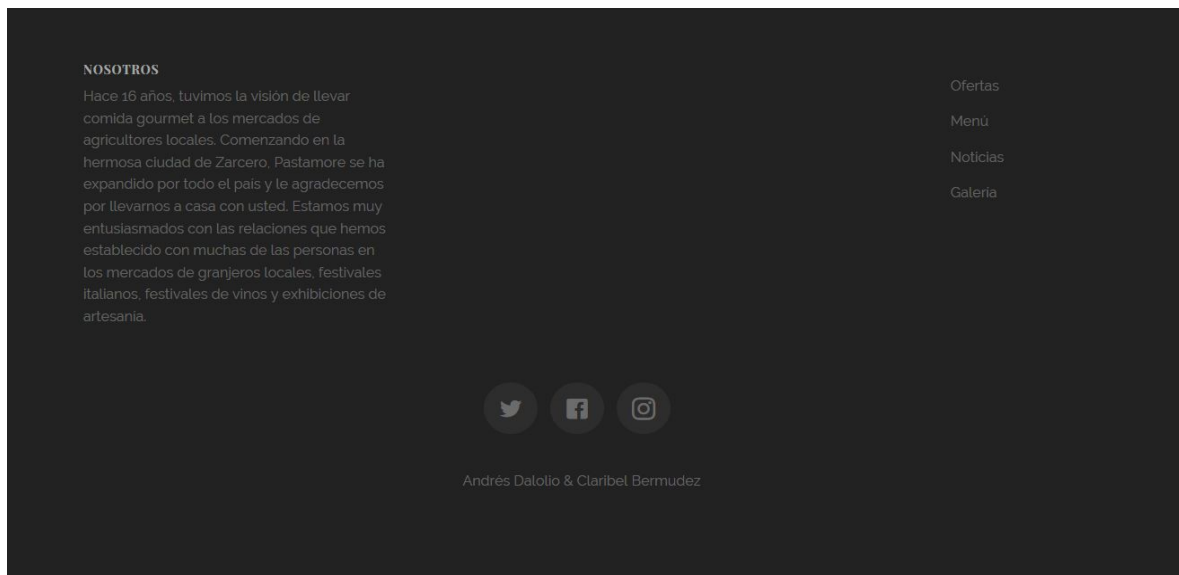 NOSOTROS
Hace 16 años, tuvimos la visión de llevar
comida gourmet a los mercados de
agricultores locales. Comenzando en la
hermosa ciudad de Zarcero, Pastamore se ha
expandido por todo el país y le agradecemos
por llevarnos a casa con usted. Estamos muy
entusiasmados con las relaciones que hemos
establecido con muchas de las personas en
los mercados de granjeros locales, festivales
italianos, festivales de vinos y exhibiciones de
artesanía.
Ofertas
Menú
Noticias
Galería
Andrés Dalolio & Claribel Bermudez